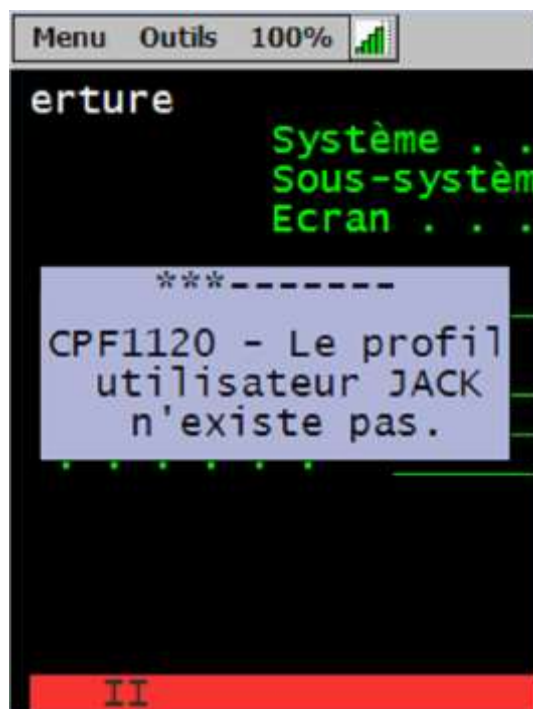 Menu Outils 100%
erture
Système . .
Sous-systèm
Ecran . . .
***-------
CPF1120 - Le profil
utilisateur JACK
n'existe pas.
. . . . . .
II